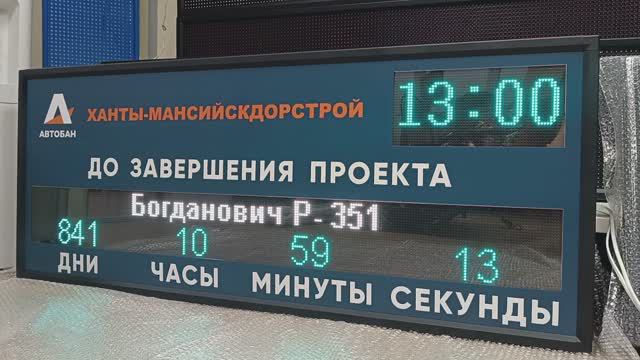 АВТОБАН
ХАНТЫ-МАНСИЙСКДОРСТРОЙ
13:00
ДО ЗАВЕРШЕНИЯ ПРОЕКТА
Богданович Р-351
841 10 59 13
ДНИ ЧАСЫ МИНУТЫ СЕКУНДЫ